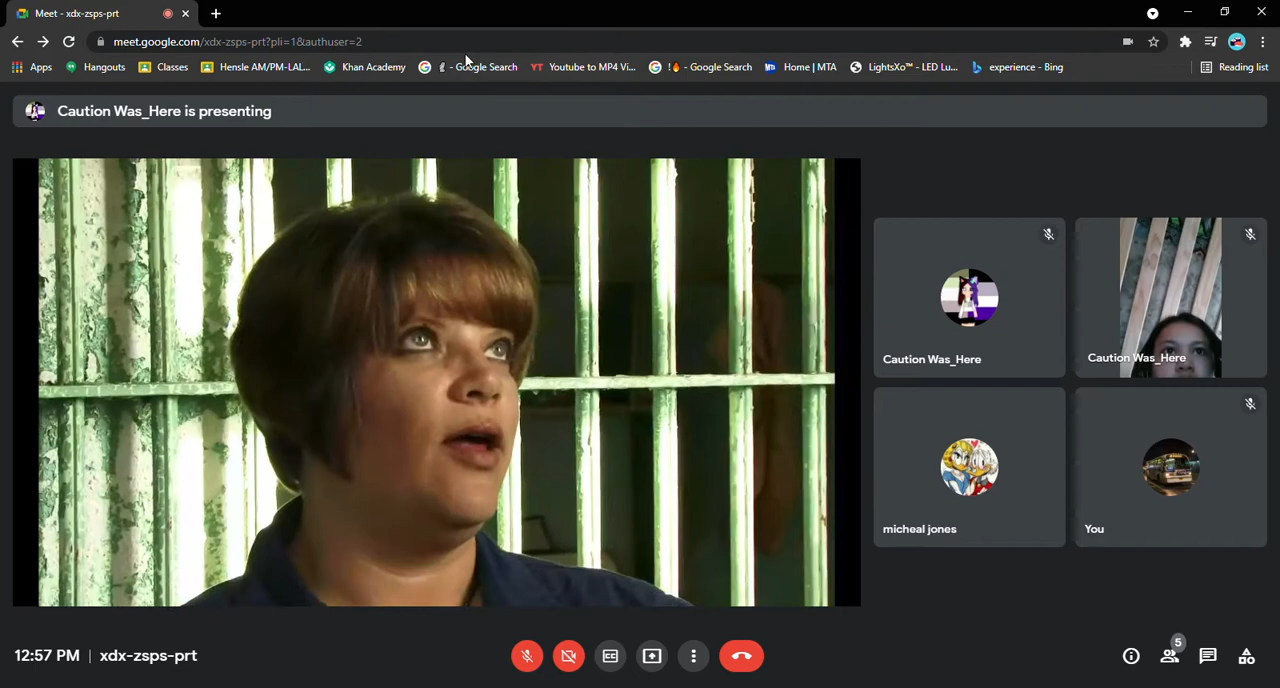 Meet - xdx-zsps-prt
meet.google.com/xdx-zsps-prt?pli=1&authuser=2
Apps Hangouts Classes Hensle AM/PM-LAL... Khan Academy - Google Search YT Youtube to MP4 Vi... !🔥 - Google Search Home | MTA LightsXo™ - LED Lu... experience - Bing Reading list
Caution Was_Here is presenting
Caution Was_Here
Caution Was_Here
micheal jones
You
12:57 PM | xdx-zsps-prt
5